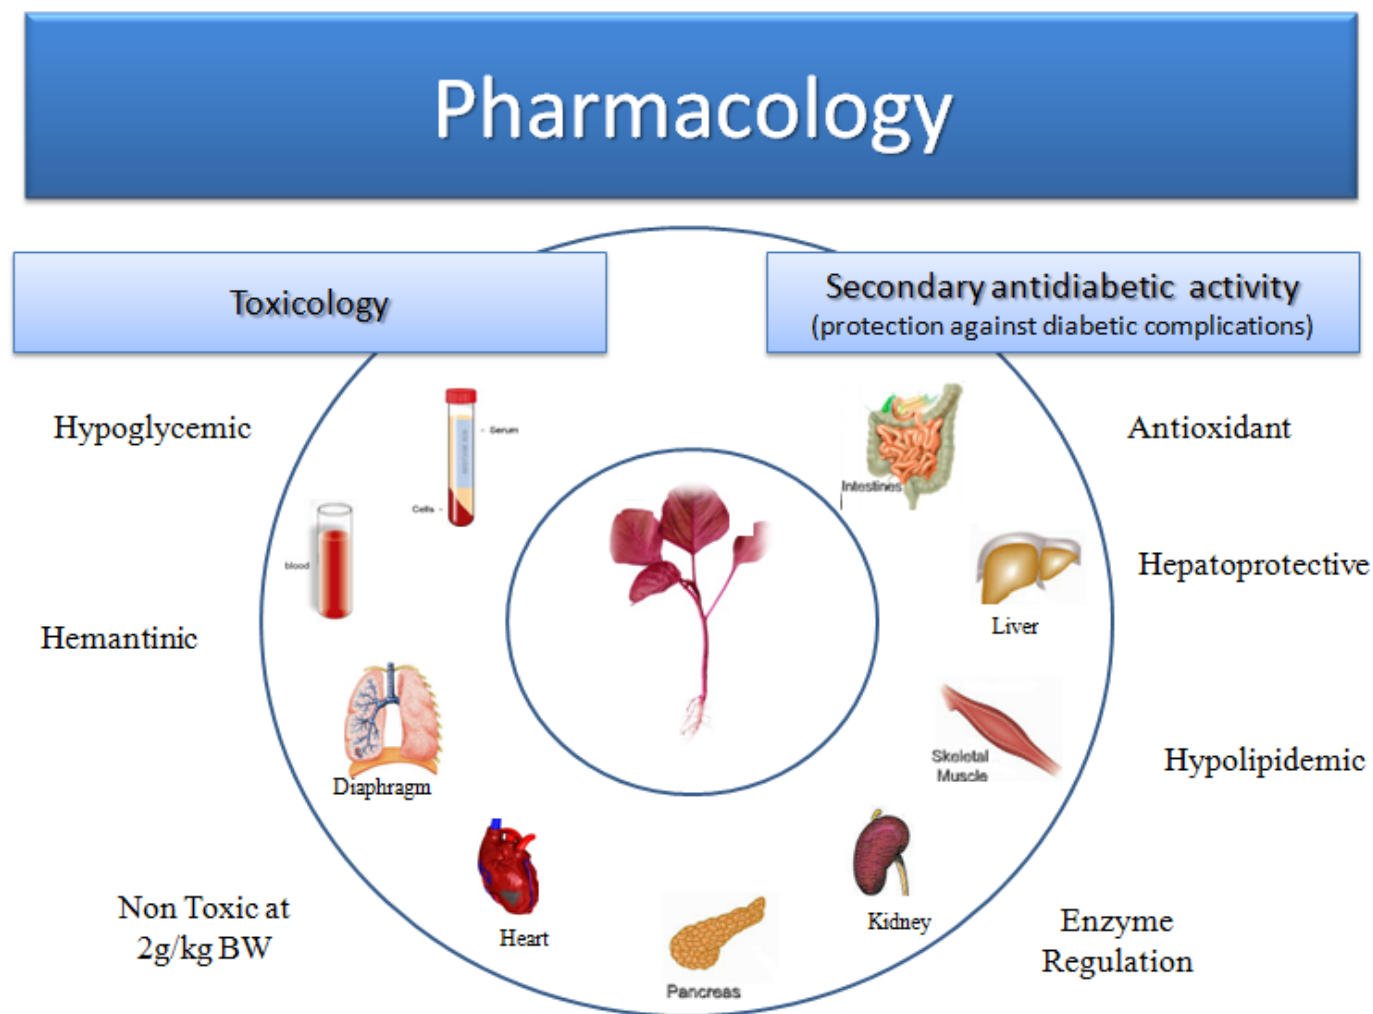 Pharmacology
Toxicology
Secondary antidiabetic activity
(protection against diabetic complications)
Hypoglycemic
Serum
Cells
blood
Hemantinic
Diaphragm
Non Toxic at
2g/kg BW
Heart
Pancreas
Kidney
Skeletal
Muscle
Liver
Intestines
Antioxidant
Hepatoprotective
Hypolipidemic
Enzyme
Regulation